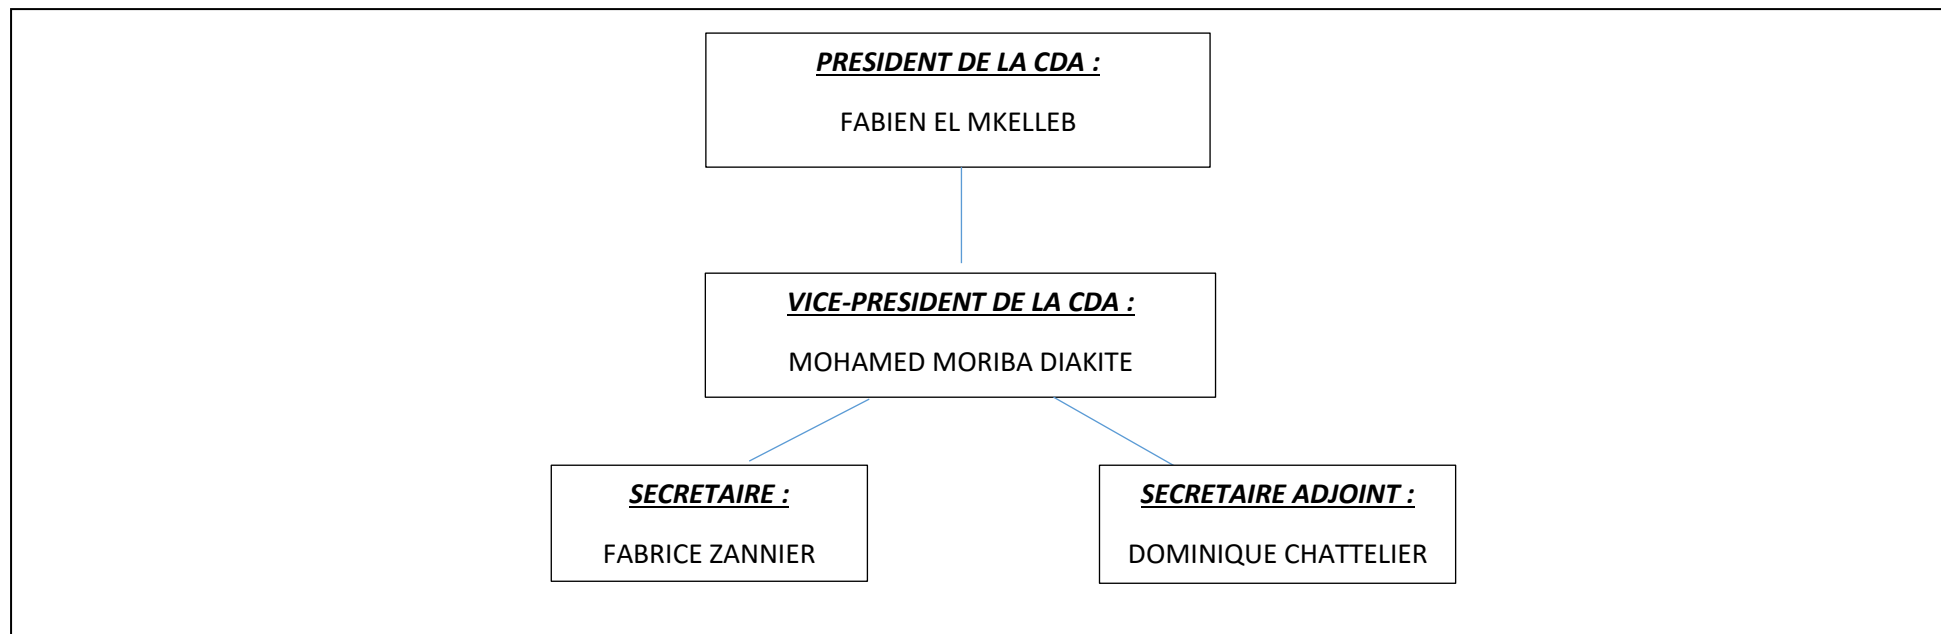 PRESIDENT DE LA CDA :
FABIEN EL MKELLEB
VICE-PRESIDENT DE LA CDA :
MOHAMED MORIBA DIAKITE
SECRETAIRE :
FABRICE ZANNIER
SECRETAIRE ADJOINT :
DOMINIQUE CHATTELIER